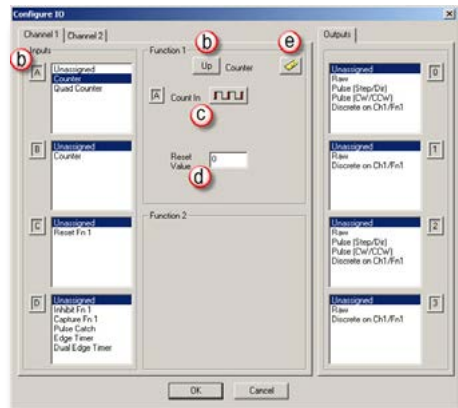 Configure IO
Channel 1 Channel 2
Inputs
b
A
Unassigned
Counter
Quad Counter
B
Unassigned
Counter
C
Unassigned
Reset Fn 1
D
Unassigned
Inhibit Fn 1
Capture Fn 1
Pulse Catch
Edge Timer
Dual Edge Timer
Function 1
b
e
Up Counter
A Count In
c
Reset
Value
0
d
Function 2
Outputs
Unassigned
Raw
Pulse (Step/Dir)
Pulse (CW/CCW)
Discrete on Ch1/Fn1
0
Unassigned
Raw
Discrete on Ch1/Fn1
1
Unassigned
Raw
Pulse (Step/Dir)
Pulse (CW/CCW)
Discrete on Ch1/Fn1
2
Unassigned
Raw
Discrete on Ch1/Fn1
3
OK Cancel